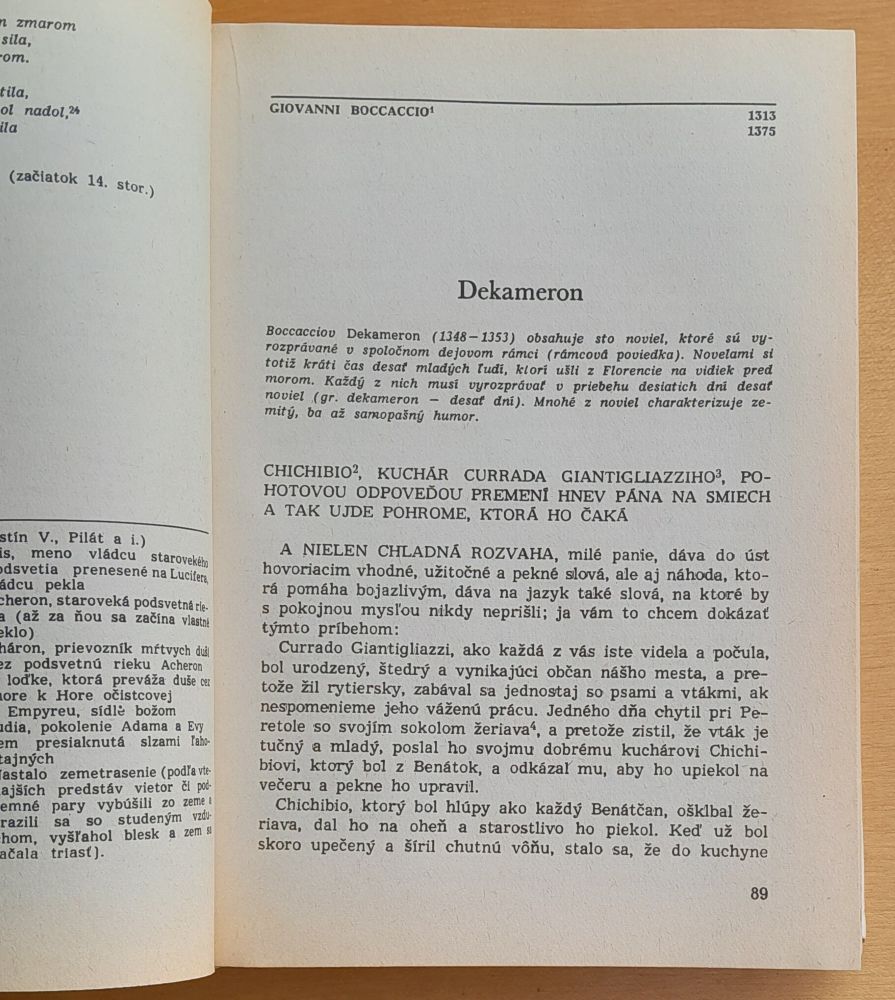 zmarom
sila,
tila,
ol nadol,²⁴
ila
(začiatok 14. stor.)
stín V., Pilát a i.)
is, meno vládcu starovekého
odsvetia prenesené na Lucifera,
ádcu pekla
cheron, staroveká podsvetná rie-
a (až za ňou sa začína vlastné
eklo)
háron, prievozník mŕtvych duší
ez podsvetnú rieku Acheron
loďke, ktorá preváža duše cez
more k Hore očistcovej
Empyreu, sídle božom
udia, pokolenie Adama a Evy
em presiaknutá slzami ľaho-
tajných
Nastalo zemetrasenie (podľa vte-
ajších predstáv vietor či pod-
emné pary vybúšili zo zeme a
razili sa so studeným vzdu-
chom, vyšľahol blesk a zem sa
ačala triasť).
GIOVANNI BOCCACCIO¹
1313
1375
Dekameron
Boccacciov Dekameron (1348—1353) obsahuje sto noviel, ktoré sú vy-
rozprávané v spoločnom dejovom rámci (rámcová poviedka). Novelami si
totiž kráti čas desať mladých ľudí, ktorí ušli z Florencie na vidiek pred
morom. Každý z nich musí vyrozprávať v priebehu desiatich dní desať
noviel (gr. dekameron — desať dní). Mnohé z noviel charakterizuje ze-
mitý, ba až samopašný humor.
CHICHIBIO², KUCHÁR CURRADA GIANTIGLIAZZIHO³, PO-
HOTOVOU ODPOVEĎOU PREMENÍ HNEV PÁNA NA SMIECH
A TAK UJDE POHROME, KTORÁ HO ČAKÁ
A NIELEN CHLADNÁ ROZVAHA, milé panie, dáva do úst
hovoriacim vhodné, užitočné a pekné slová, ale aj náhoda, kto-
rá pomáha bojazlivým, dáva na jazyk také slová, na ktoré by
s pokojnou mysľou nikdy neprišli; ja vám to chcem dokázať
týmto príbehom:
Currado Giantigliazzi, ako každá z vás iste videla a počula,
bol urodzený, štedrý a vynikajúci občan nášho mesta, a pre-
tože žil rytiersky, zabával sa jednostaj so psami a vtákmi, ak
nespomenieme jeho váženú prácu. Jedného dňa chytil pri Pe-
retole so svojím sokolom žeriava⁴, a pretože zistil, že vták je
tučný a mladý, poslal ho svojmu dobrému kuchárovi Chichi-
biovi, ktorý bol z Benátok, a odkázal mu, aby ho upiekol na
večeru a pekne ho upravil.
Chichibio, ktorý bol hlúpy ako každý Benátčan, ošklbal že-
riava, dal ho na oheň a starostlivo ho piekol. Keď už bol
skoro upečený a šíril chutnú vôňu, stalo sa, že do kuchyne
89